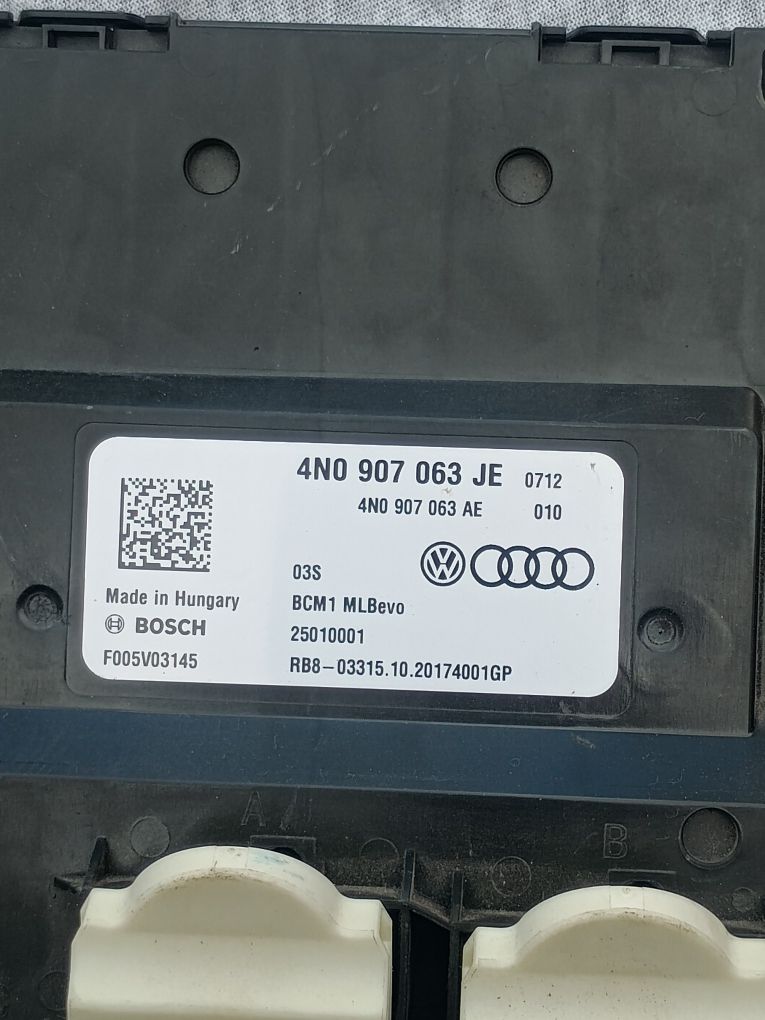 4N0 907 063 JE 0712
4N0 907 063 AE 010
03S
Made in Hungary
BCM1 MLBevo
BOSCH
25010001
F005V03145
RB8-03315.10.20174001GP
A
B